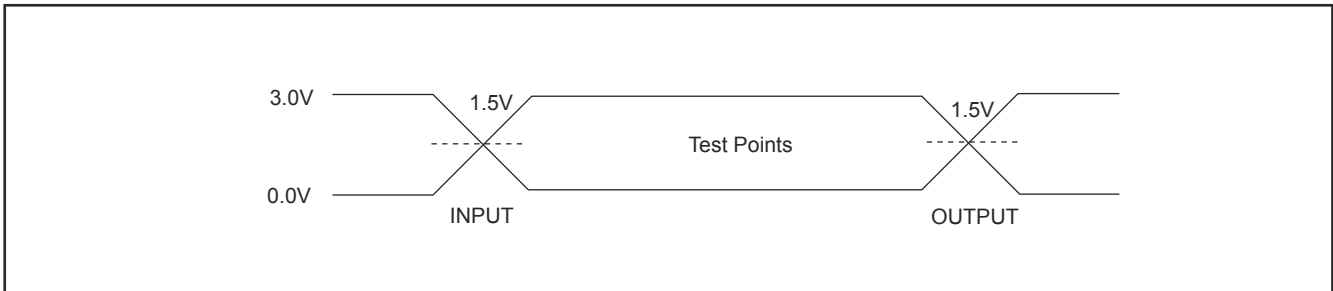 3.0V
1.5V
1.5V
Test Points
0.0V
INPUT
OUTPUT